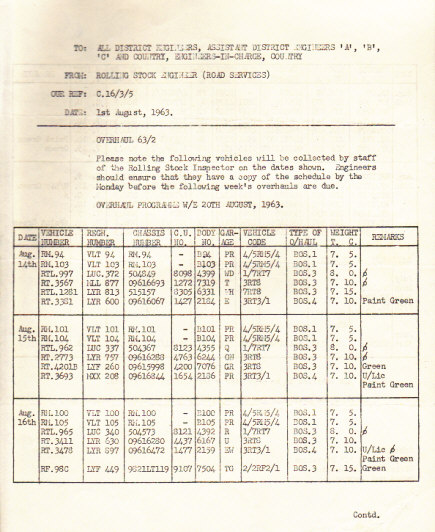 TO: ALL DISTRICT ENGINEERS, ASSISTANT DISTRICT ENGINEERS 'A', 'B',
'C' AND COUNTRY, ENGINEERS-IN-CHARGE, COUNTRY
FROM: ROLLING STOCK ENGINEER (ROAD SERVICES)
OUR REF: C.16/3/5
DATE: 1st August, 1963.
OVERHAUL 63/2
Please note the following vehicles will be collected by staff
of the Rolling Stock Inspector on the dates shown. Engineers
should ensure that they have a copy of the schedule by the
Monday before the following week's overhauls are due.
OVERHAUL PROGRAMME W/E 20TH AUGUST, 1963.
DATE VEHICLE NUMBER REGN. NUMBER CHASSIS NUMBER C.U. NO. BODY NO. GAR-AGE VEHICLE CODE TYPE OF O/HAUL WEIGHT T. C. REMARKS
Aug. RM.94 VLT 94 RM.94 - B94 PR 4/5RM5/4 BOS.1 7. 5.
14th RM.103 VLT 103 RM.103 - B103 PR 4/5RM5/4 BOS.1 7. 5.
RTL.997 LUC.372 504849 8098 4399 WD 1/7RT7 BOS.3 8. 0. ϕ
RT.3567 HLL 877 09616693 1272 7319 T 3RT8 BOS.3 7. 10. ϕ
RTL.1281 LYR 813 515157 8305 6331 WH 7RT8 BOS.3 7. 15.
RT.3381 LYR 600 09616067 1427 2184 E 3RT3/1 BOS.4 7. 10. Paint Green
Aug. RM.101 VLT 101 RM.101 - B101 PR 4/5RM5/4 BOS.1 7. 5.
15th RM.104 VLT 104 RM.104 - B104 PR 4/5RM5/4 BOS.1 7. 5.
RTL.962 LUC 337 504367 8123 4355 Q 1/7RT7 BOS.3 8. 0. ϕ
RT.2773 LYR 757 09616288 4763 6244 GM 3RT8 BOS.3 7. 10. ϕ
RT.4201B LYF 260 09615998 4200 7076 GR 3RT8 BOS.3 7. 10. Green
RT.3693 NXX 208 09616844 1654 2136 PR 3RT3/1 BOS.4 7. 10. U/Lic
Paint Green
Aug. RM.100 VLT 100 RM.100 - B100 PR 4/5RM5/4 BOS.1 7. 5.
16th RM.105 VLT 105 RM.105 - B105 PR 4/5RM5/4 BOS.1 7. 5.
RTL.965 LUC 340 504573 8121 4392 R 1/7RT7 BOS.3 8. 0. ϕ
RT.3411 LYR 630 09616280 4437 6167 U 3RT8 BOS.3 7. 10.
RT.3478 LYR 897 09616472 1477 2159 EW 3RT3/1 BOS.4 7. 10. U/Lic ϕ
Paint Green
RF.98C LYF 449 9821LT119 9187 7504 TG 2/2RF2/1 BOS.3 7. 15. Green
Contd.